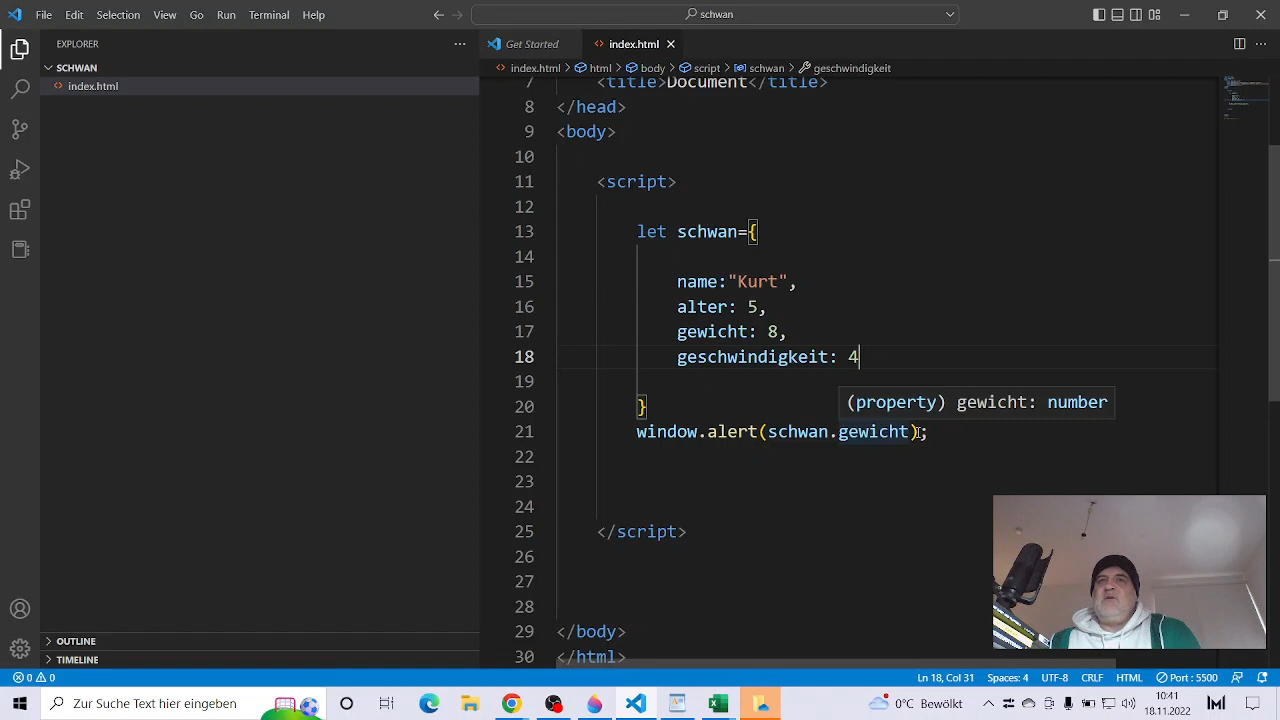 File Edit Selection View Go Run Terminal Help
schwan
EXPLORER
Get Started
index.html
SCHWAN
index.html > html > body > script > schwan > geschwindigkeit
index.html
7 <title>Document</title>
8 </head>
9 <body>
10
11 <script>
12
13 let schwan={
14
15 name:"Kurt",
16 alter: 5,
17 gewicht: 8,
18 geschwindigkeit: 4
19
20 }
(property) gewicht: number
21 window.alert(schwan.gewicht);
22
23
24
25 </script>
26
27
28
29 </body>
30 </html>
OUTLINE
TIMELINE
0 0
Ln 18, Col 31 Spaces: 4 UTF-8 CRLF HTML Port : 5500
Zur Suche Text hier eingeben
0°C Bewölkt
10:41
18.11.2022